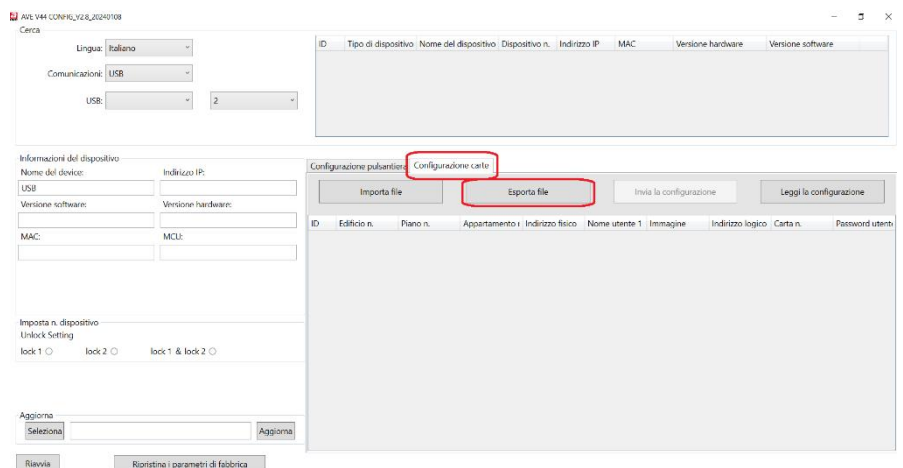 AVE V44 CONFIG_V2.8_20240108
Cerca
Lingua: Italiano
Comunicazioni: USB
USB: 2
ID Tipo di dispositivo Nome del dispositivo Dispositivo n. Indirizzo IP MAC Versione hardware Versione software
Informazioni del dispositivo
Nome del device: Indirizzo IP:
USB
Versione software: Versione hardware:
MAC: MCU:
Imposta n. dispositivo
Unlock Setting
lock 1 lock 2 lock 1 & lock 2
Aggiorna
Seleziona Aggiorna
Riavvia Ripristina i parametri di fabbrica
Configurazione pulsantiera Configurazione carte
Importa file Esporta file Invia la configurazione Leggi la configurazione
ID Edificio n. Piano n. Appartamento Indirizzo fisico Nome utente 1 Immagine Indirizzo logico Carta n. Password utent